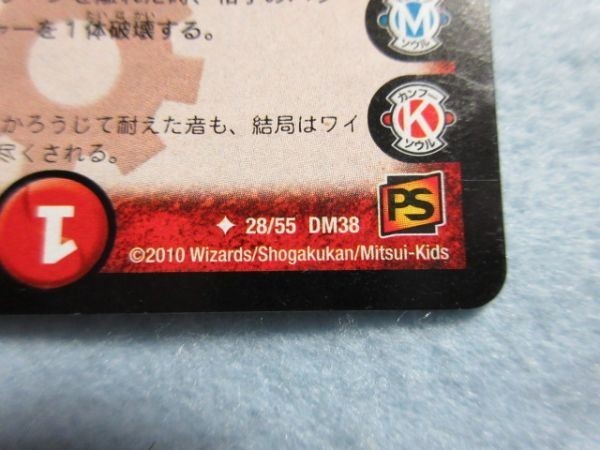 ャーを1体破壊する。
M
ソウル
カンフー
K
ソウル
かろうじて耐えた者も、結局はワイ
尽くされる。
1
28/55 DM38
PS
©2010 Wizards/Shogakukan/Mitsui-Kids